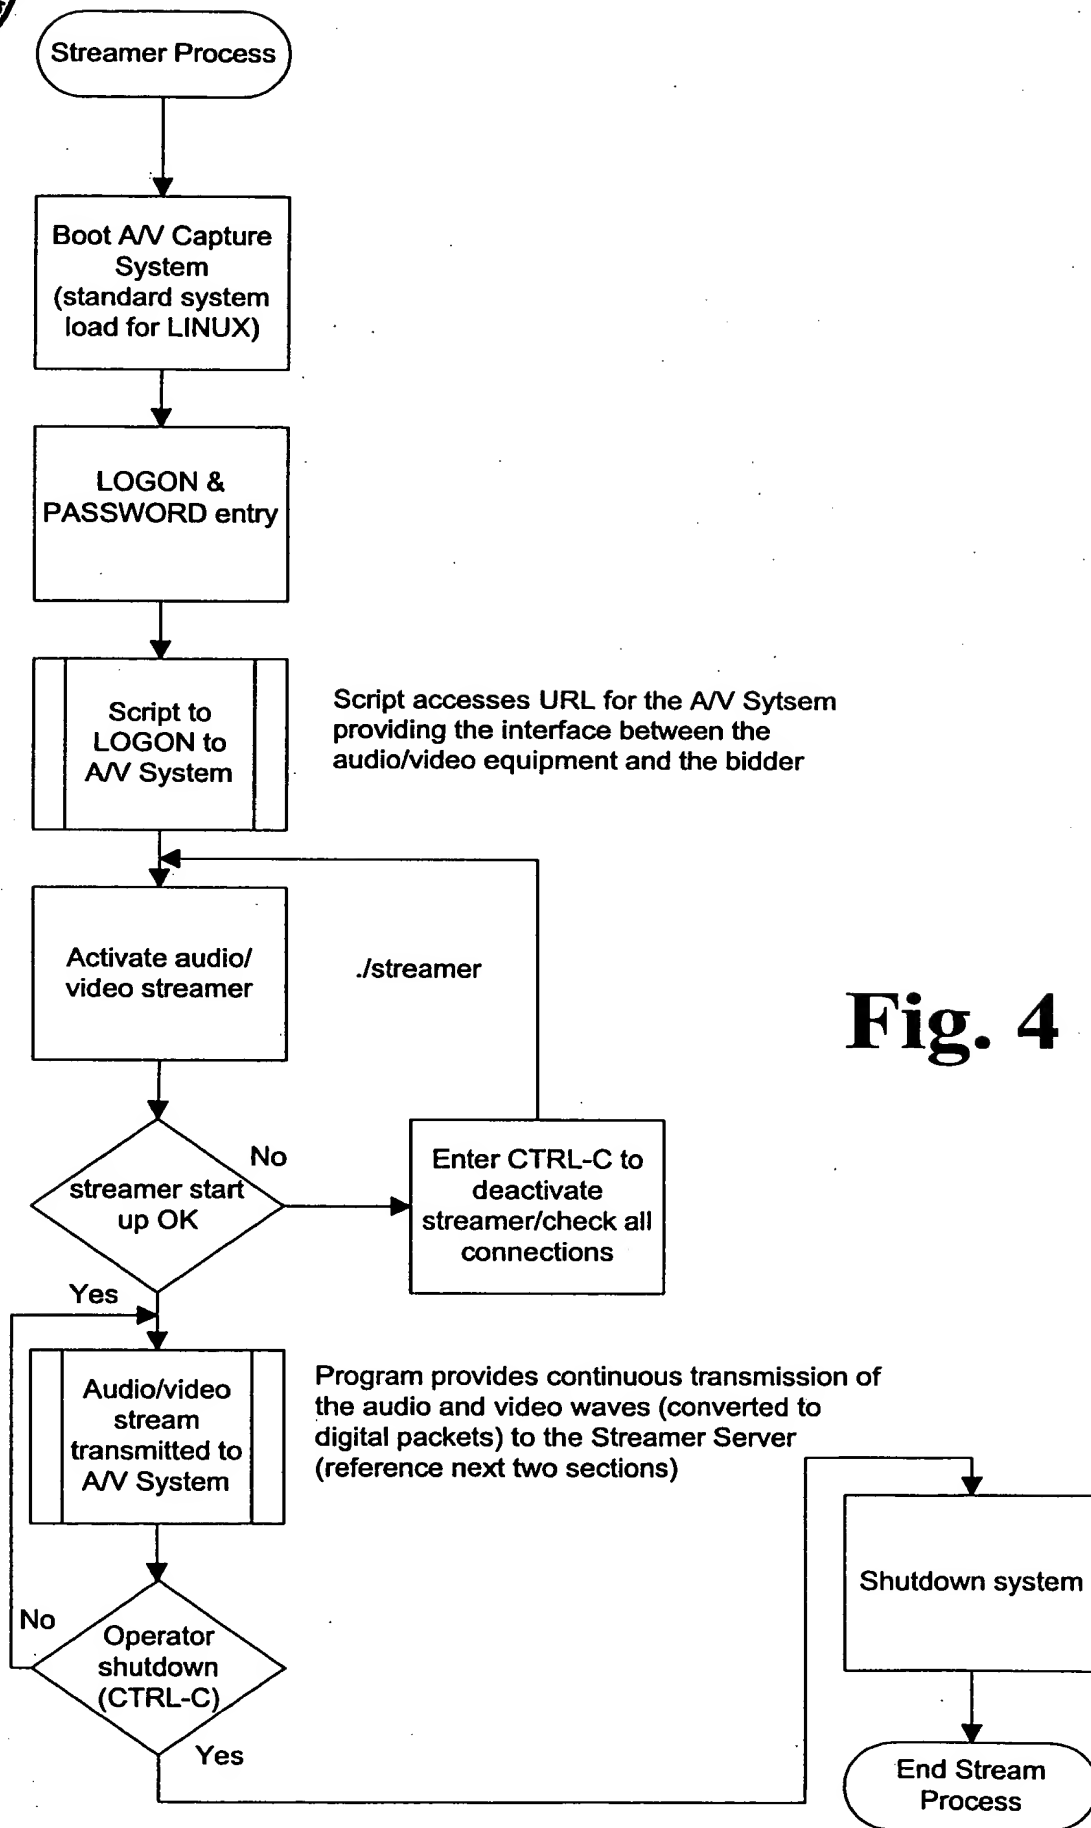 Streamer Process
Boot A/V Capture
System
(standard system
load for LINUX)
LOGON &
PASSWORD entry
Script to
LOGON to
A/V System
Script accesses URL for the A/V Sytsem
providing the interface between the
audio/video equipment and the bidder
Activate audio/
video streamer
./streamer
Fig. 4
streamer start
up OK
No
Enter CTRL-C to
deactivate
streamer/check all
connections
Yes
Audio/video
stream
transmitted to
A/V System
Program provides continuous transmission of
the audio and video waves (converted to
digital packets) to the Streamer Server
(reference next two sections)
Operator
shutdown
(CTRL-C)
No
Yes
Shutdown system
End Stream
Process